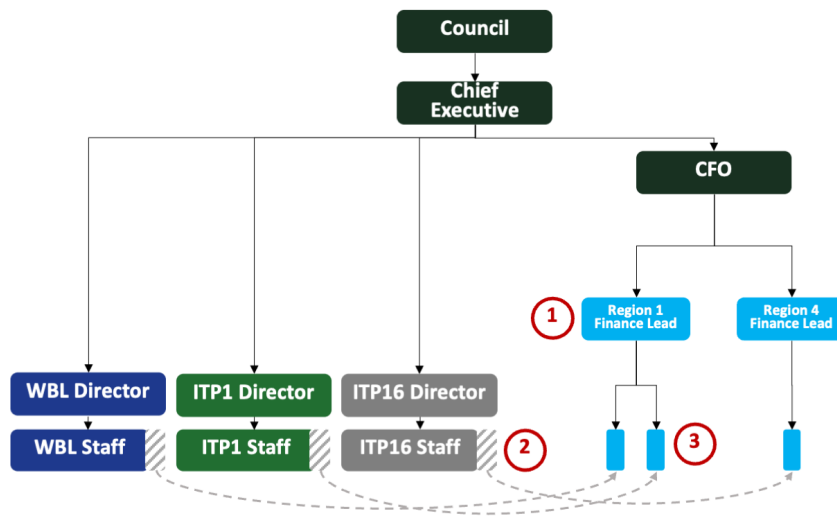 Council
Chief
Executive
CFO
1
Region 1
Finance Lead
Region 4
Finance Lead
WBL Director
ITP1 Director
ITP16 Director
WBL Staff
ITP1 Staff
ITP16 Staff
2
3